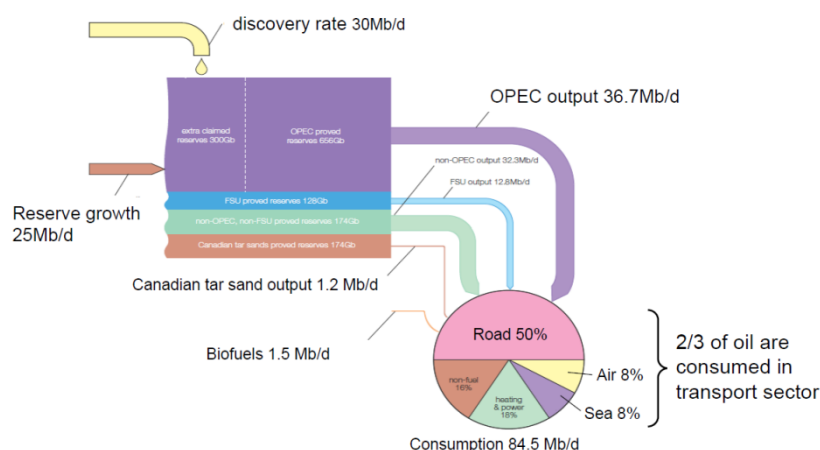 discovery rate 30Mb/d
OPEC output 36.7Mb/d
extra claimed
reserves 300Gb
OPEC proved
reserves 656Gb
non-OPEC output 32.3Mb/d
FSU output 12.8Mb/d
Reserve growth
25Mb/d
FSU proved reserves 128Gb
non-OPEC, non-FSU proved reserves 174Gb
Canadian tar sands proved reserves 174Gb
Canadian tar sand output 1.2 Mb/d
Biofuels 1.5 Mb/d
Road 50%
non-fuel
16%
heating
& power
18%
Air 8%
Sea 8%
2/3 of oil are
consumed in
transport sector
Consumption 84.5 Mb/d